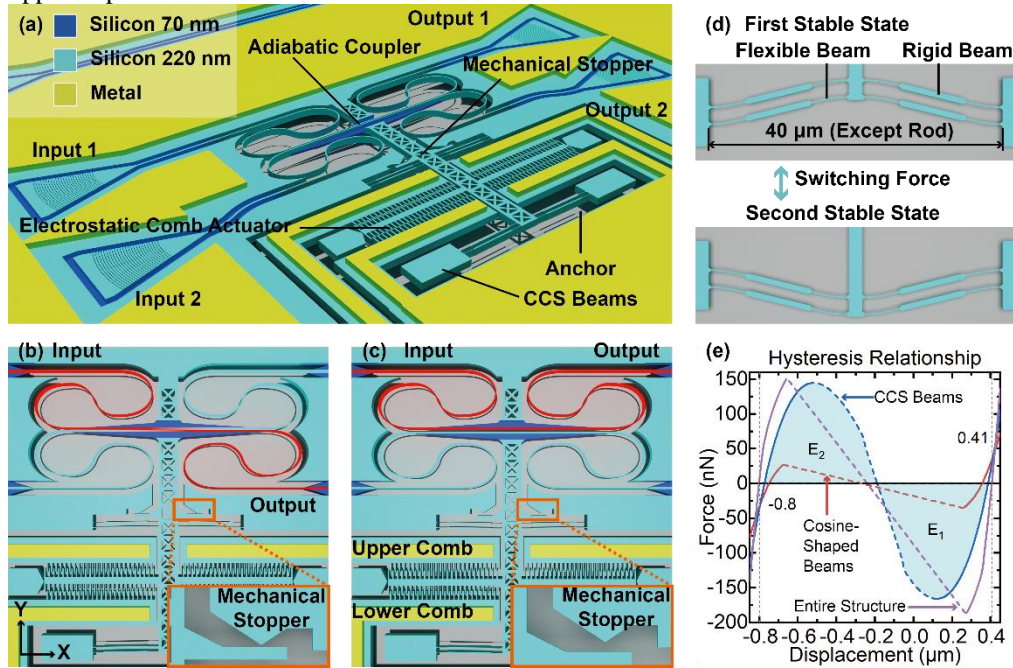 (a)
Silicon 70 nm
Silicon 220 nm
Metal
Output 1
Adiabatic Coupler
Mechanical Stopper
Output 2
Input 1
Electrostatic Comb Actuator
Input 2
Anchor
CCS Beams
(d) First Stable State
Flexible Beam
Rigid Beam
40 μm (Except Rod)
Switching Force
Second Stable State
(b) Input
Output
Mechanical
Stopper
Y
X
(c) Input
Output
Upper Comb
Lower Comb
Mechanical
Stopper
(e)
Hysteresis Relationship
150
100
50
0
-50
-100
-150
-200
Force (nN)
CCS Beams
E2
0.41
-0.8
Cosine-
Shaped
Beams
E1
Entire Structure
-0.8 -0.6 -0.4 -0.2 0.0 0.2 0.4
Displacement (μm)